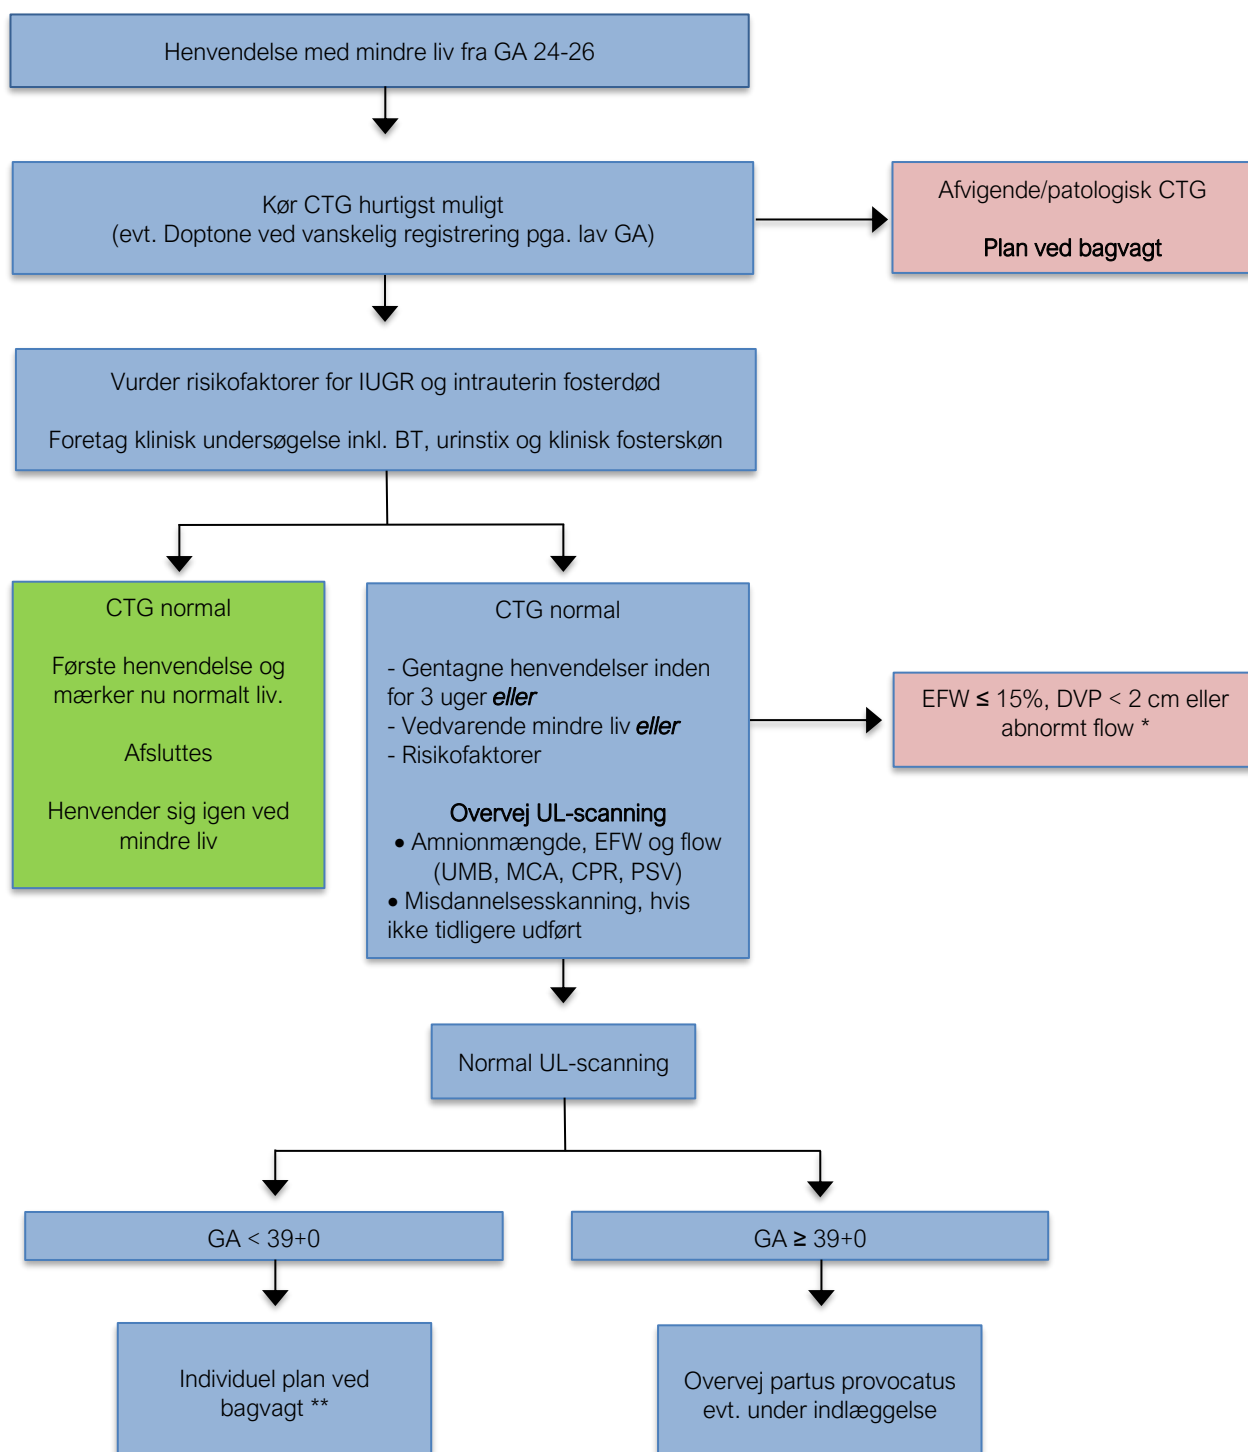 Henvendelse med mindre liv fra GA 24-26
Kør CTG hurtigst muligt
(evt. Doptone ved vanskelig registrering pga. lav GA)
Afvigende/patologisk CTG
Plan ved bagvagt
Vurder risikofaktorer for IUGR og intrauterin fosterdød
Foretag klinisk undersøgelse inkl. BT, urinstix og klinisk fosterskøn
CTG normal
Første henvendelse og
mærker nu normalt liv.
Afsluttes
Henvender sig igen ved
mindre liv
CTG normal
- Gentagne henvendelser inden
for 3 uger eller
- Vedvarende mindre liv eller
- Risikofaktorer
Overvej UL-scanning
• Amnionmængde, EFW og flow
(UMB, MCA, CPR, PSV)
• Misdannelsesskanning, hvis
ikke tidligere udført
EFW ≤ 15%, DVP < 2 cm eller
abnormt flow *
Normal UL-scanning
GA < 39+0
GA ≥ 39+0
Individuel plan ved
bagvagt **
Overvej partus provocatus
evt. under indlæggelse